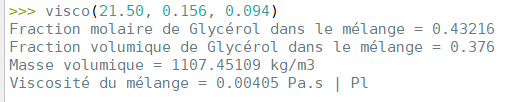 >>> visco(21.50, 0.156, 0.094)
Fraction molaire de Glycérol dans le mélange = 0.43216
Fraction volumique de Glycérol dans le mélange = 0.376
Masse volumique = 1107.45109 kg/m3
Viscosité du mélange = 0.00405 Pa.s | Pl